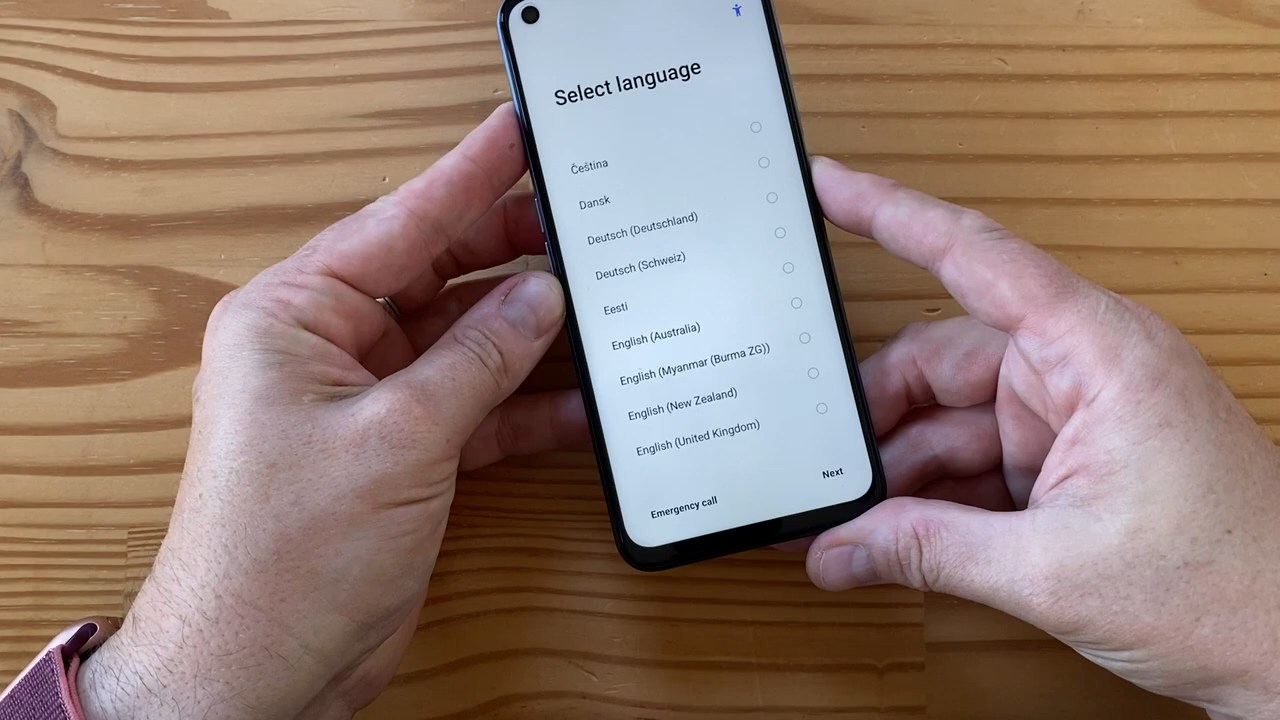 Select language
Čeština
Dansk
Deutsch (Deutschland)
Deutsch (Schweiz)
Eesti
English (Australia)
English (Myanmar (Burma ZG))
English (New Zealand)
English (United Kingdom)
Next
Emergency call